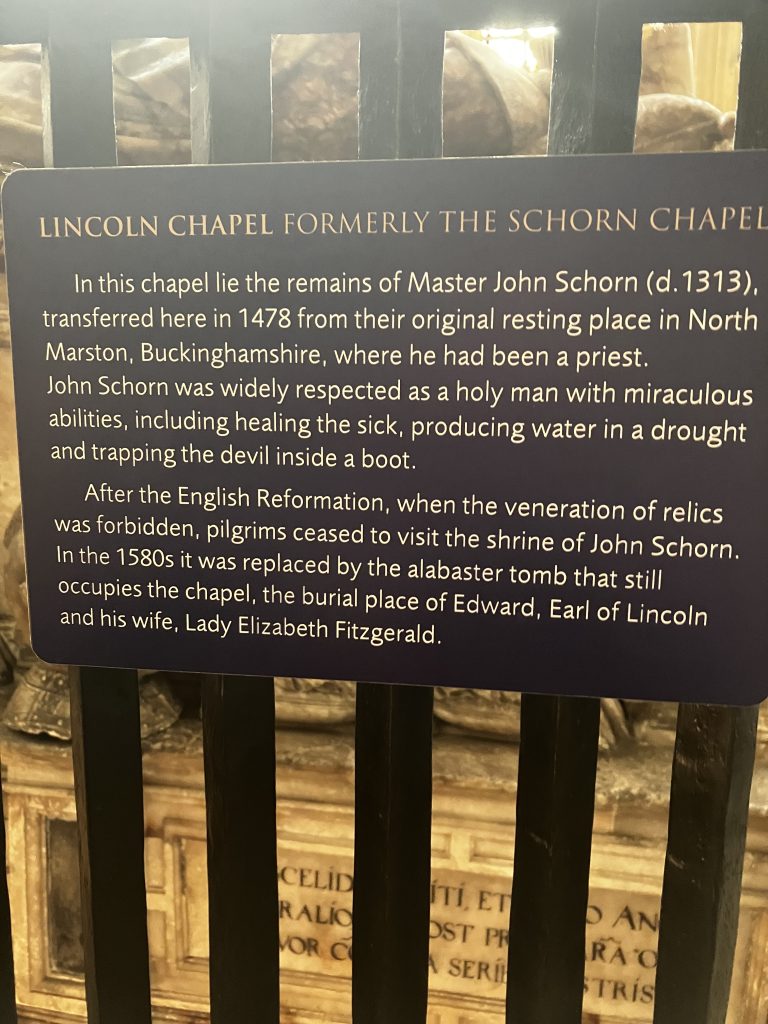 LINCOLN CHAPEL FORMERLY THE SCHORN CHAPEL
In this chapel lie the remains of Master John Schorn (d.1313),
transferred here in 1478 from their original resting place in North
Marston, Buckinghamshire, where he had been a priest.
John Schorn was widely respected as a holy man with miraculous
abilities, including healing the sick, producing water in a drought
and trapping the devil inside a boot.
After the English Reformation, when the veneration of relics
was forbidden, pilgrims ceased to visit the shrine of John Schorn.
In the 1580s it was replaced by the alabaster tomb that still
occupies the chapel, the burial place of Edward, Earl of Lincoln
and his wife, Lady Elizabeth Fitzgerald.
ET AN